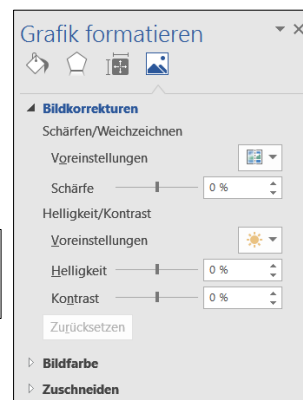 Grafik formatieren
Bildkorrekturen
Schärfen/Weichzeichnen
Voreinstellungen
Schärfe 0 %
Helligkeit/Kontrast
Voreinstellungen
Helligkeit 0 %
Kontrast 0 %
Zurücksetzen
Bildfarbe
Zuschneiden